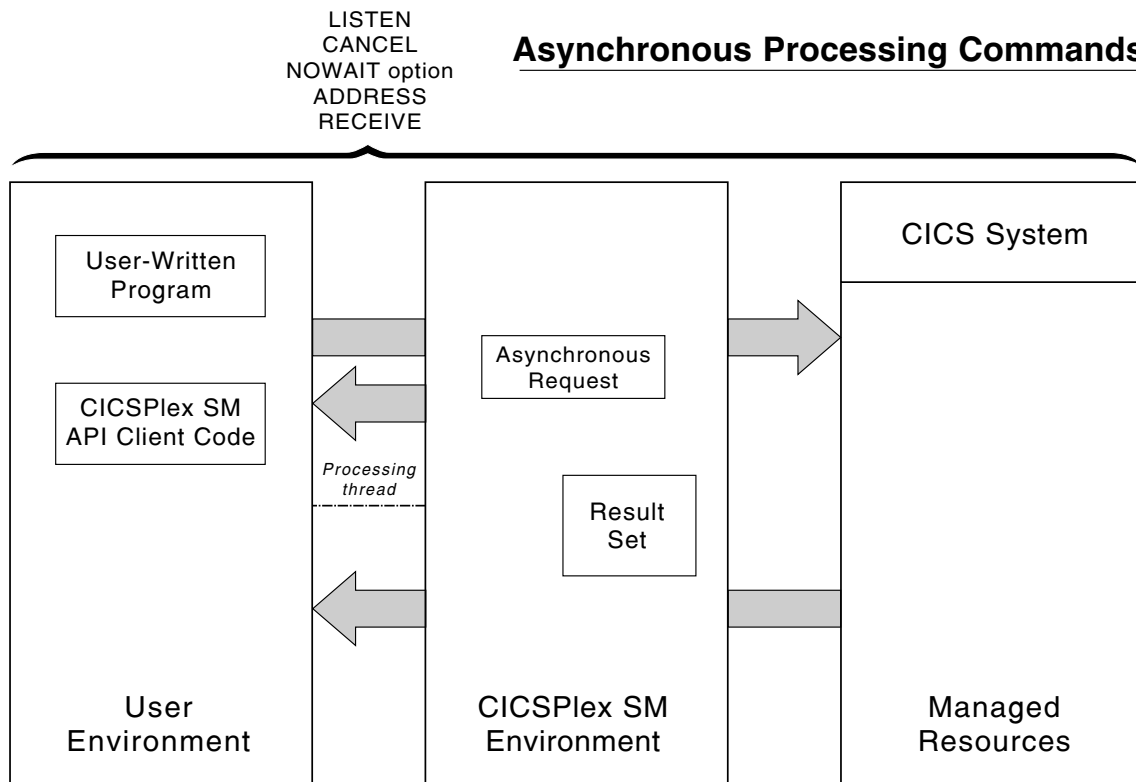 LISTEN
CANCEL
NOWAIT option
ADDRESS
RECEIVE
Asynchronous Processing Commands
User-Written
Program
CICSPlex SM
API Client Code
Processing
thread
User
Environment
Asynchronous
Request
Result
Set
CICSPlex SM
Environment
CICS System
Managed
Resources